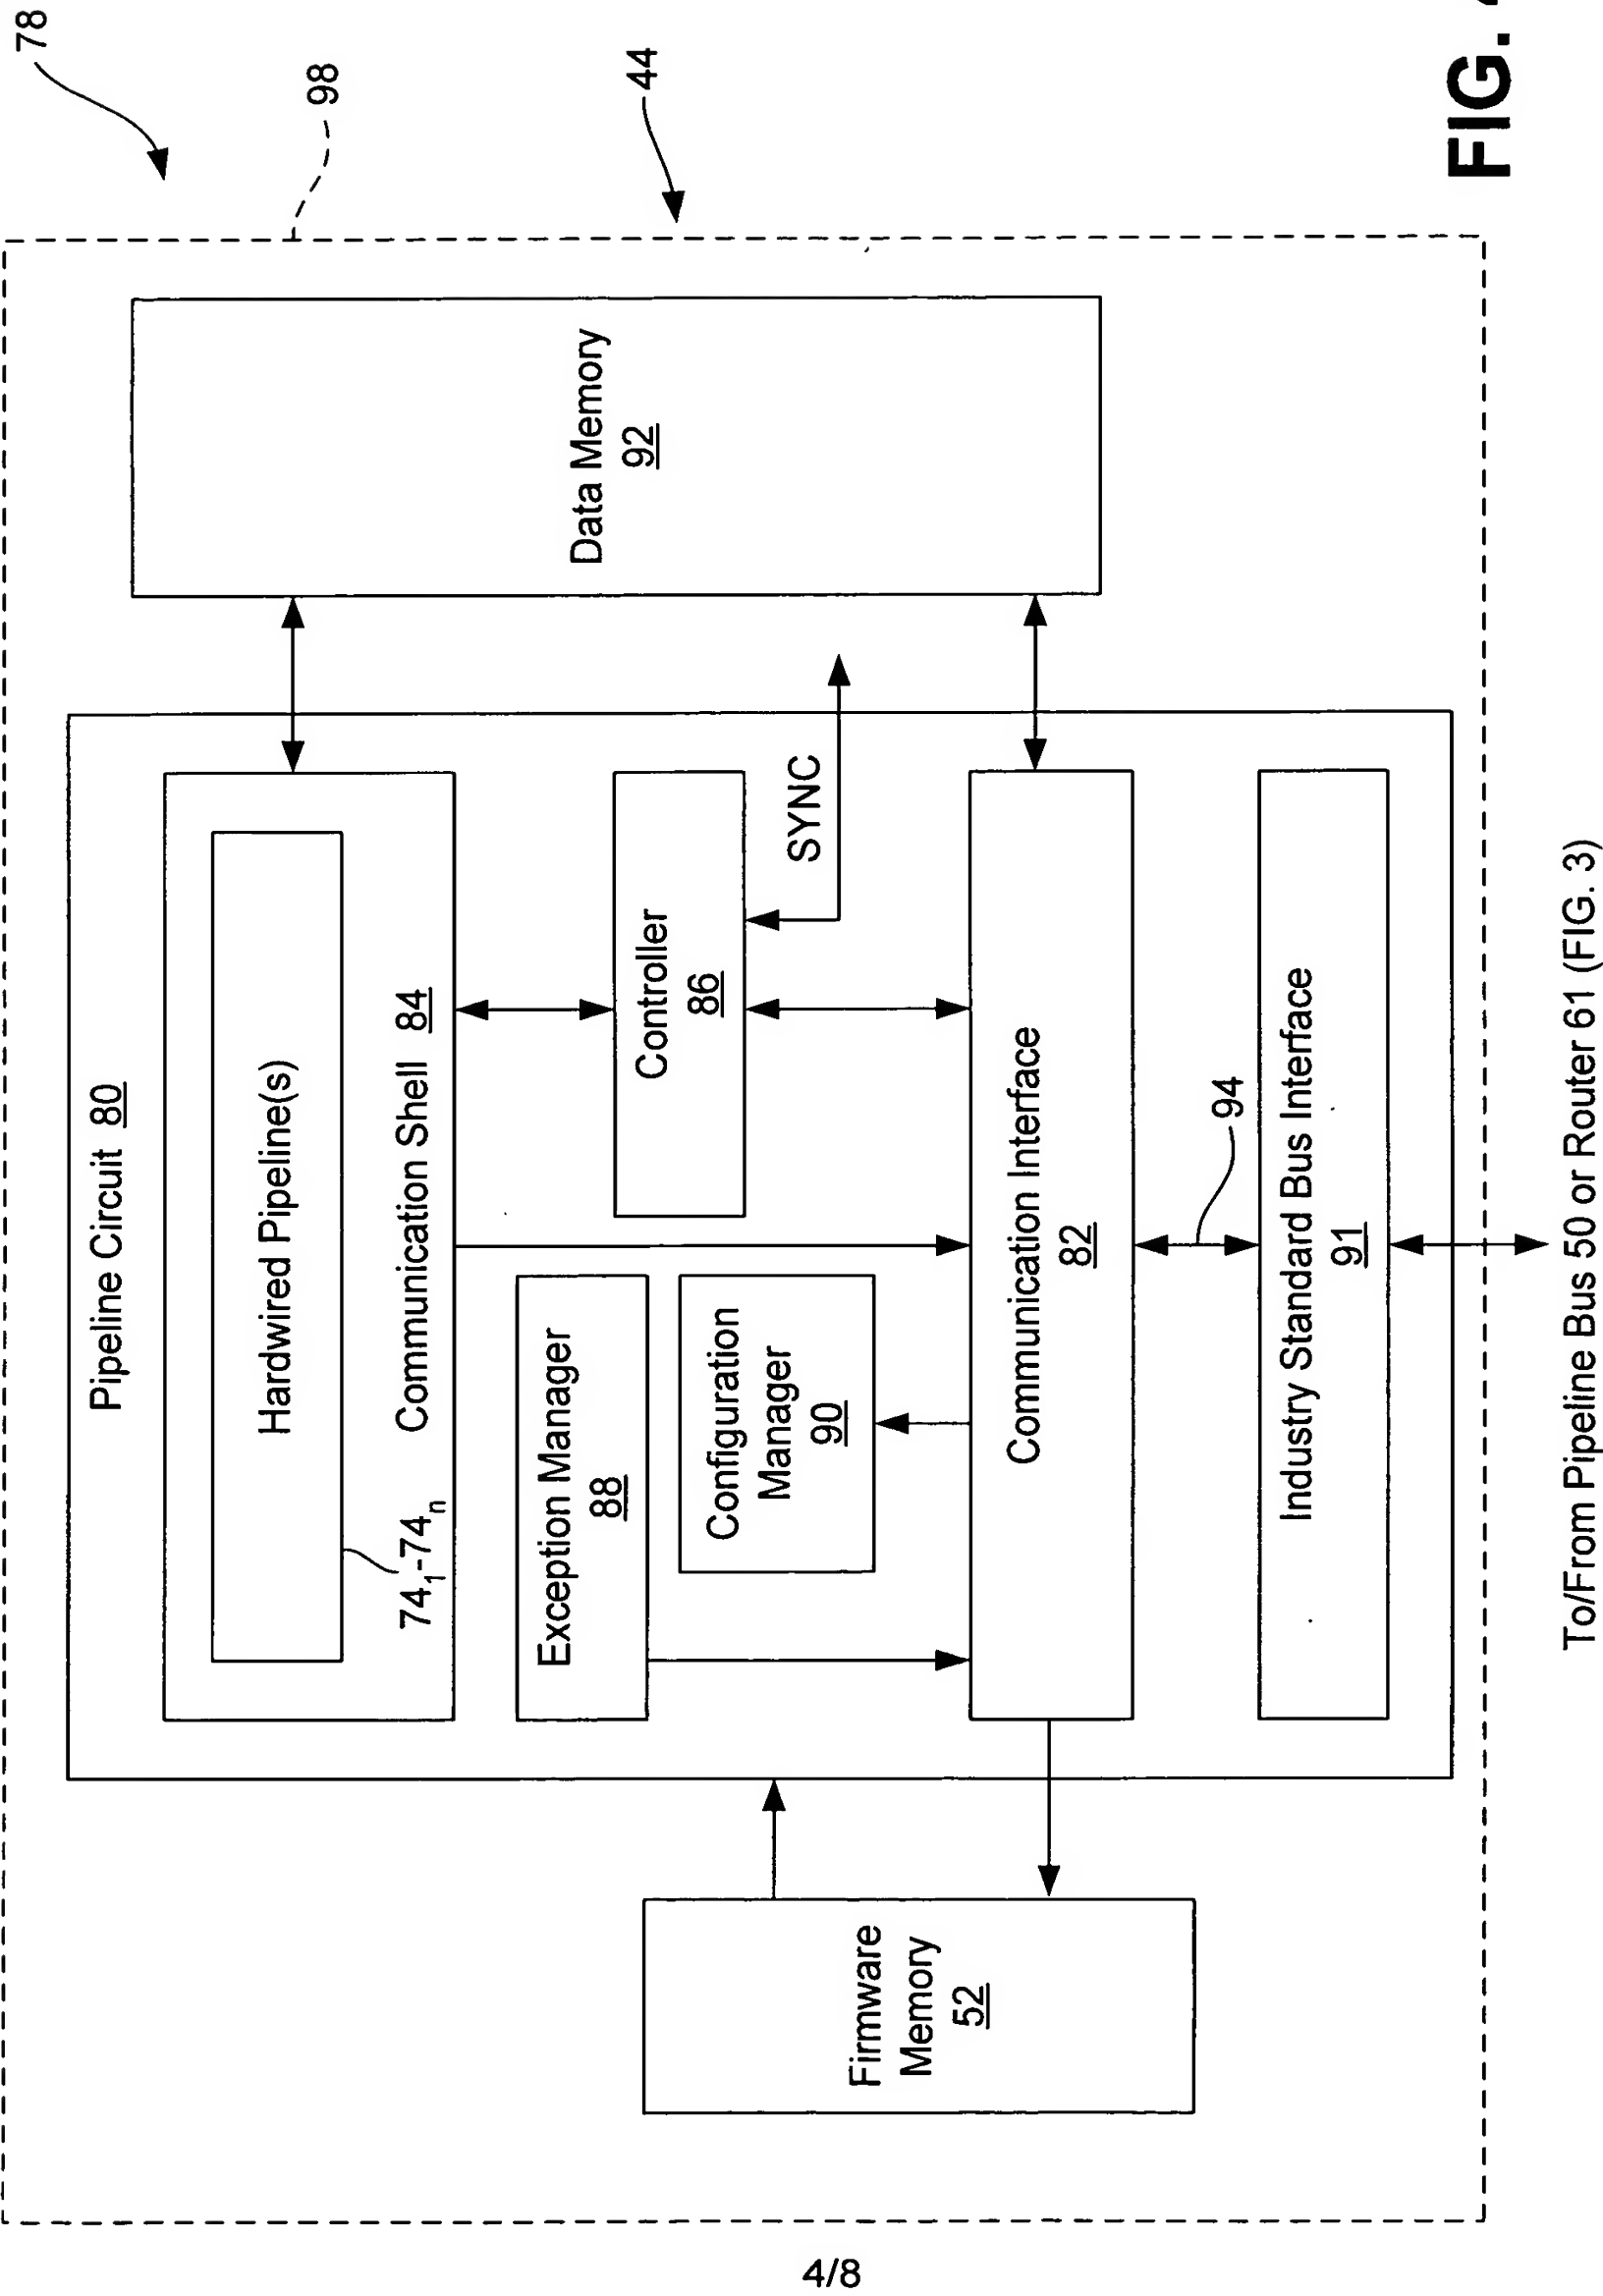 78
98
44
Pipeline Circuit 80
Hardwired Pipeline(s)
74₁-74ₙ
Communication Shell 84
Exception Manager
88
Controller
86
SYNC
Configuration
Manager
90
Data Memory
92
Firmware
Memory
52
Communication Interface
82
94
Industry Standard Bus Interface
91
To/From Pipeline Bus 50 or Router 61 (FIG. 3)
FIG.
4/8